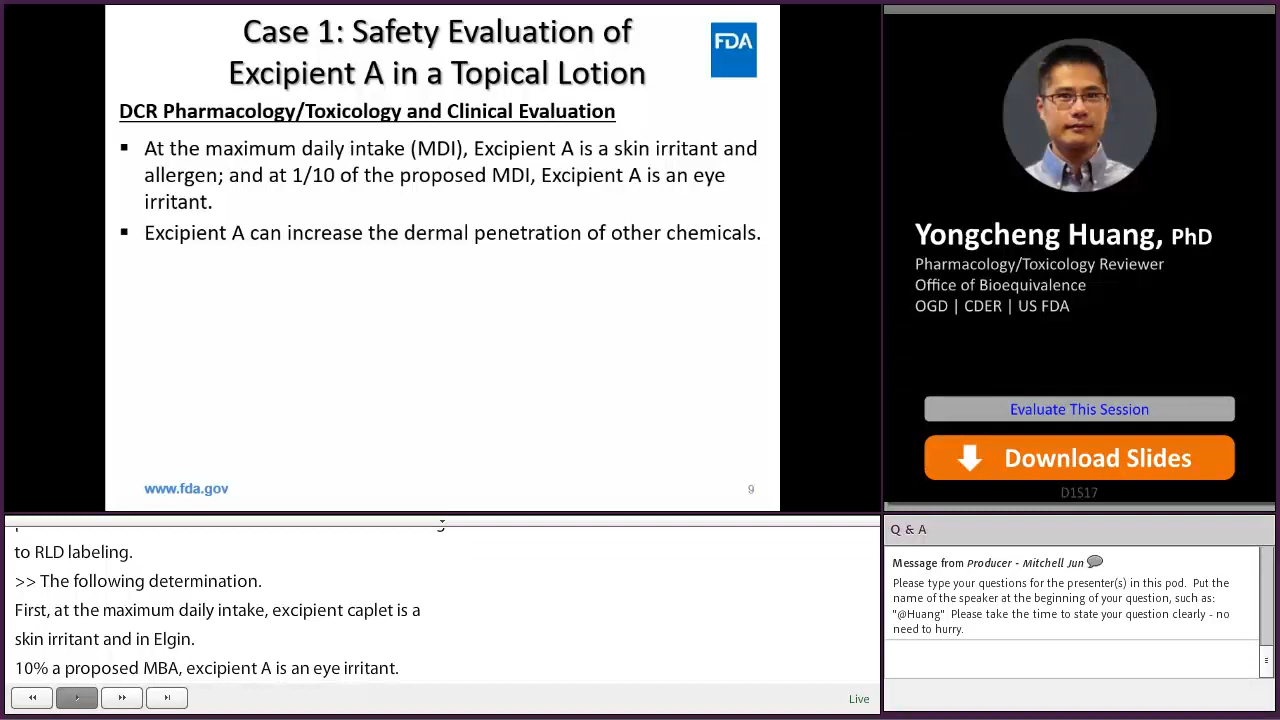 Case 1: Safety Evaluation of
Excipient A in a Topical Lotion
FDA
DCR Pharmacology/Toxicology and Clinical Evaluation
▪ At the maximum daily intake (MDI), Excipient A is a skin irritant and
allergen; and at 1/10 of the proposed MDI, Excipient A is an eye
irritant.
▪ Excipient A can increase the dermal penetration of other chemicals.
www.fda.gov
9
Yongcheng Huang, PhD
Pharmacology/Toxicology Reviewer
Office of Bioequivalence
OGD | CDER | US FDA
Evaluate This Session
Download Slides
D1S17
to RLD labeling.
>> The following determination.
First, at the maximum daily intake, excipient caplet is a
skin irritant and in Elgin.
10% a proposed MBA, excipient A is an eye irritant.
Live
Q & A
Message from Producer - Mitchell Jun
Please type your questions for the presenter(s) in this pod.  Put the
name of the speaker at the beginning of your question, such as:
"@Huang"  Please take the time to state your question clearly - no
need to hurry.